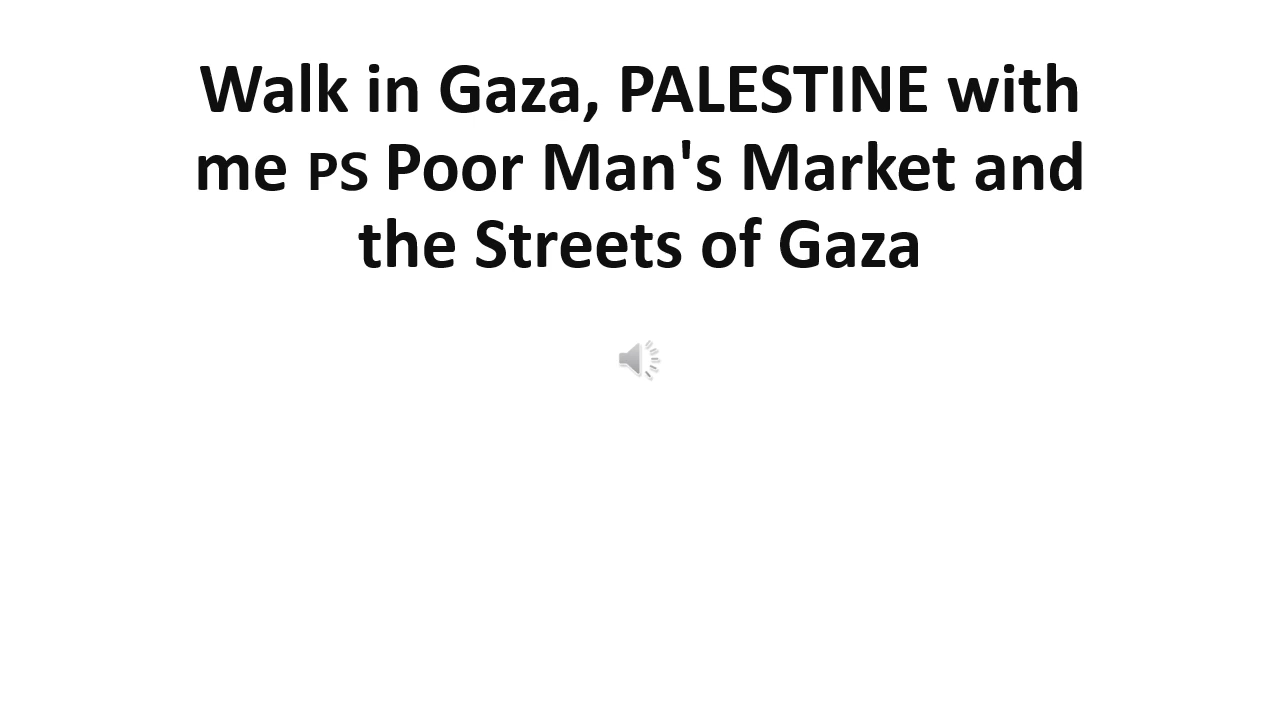 Walk in Gaza, PALESTINE with
me PS Poor Man's Market and
the Streets of Gaza